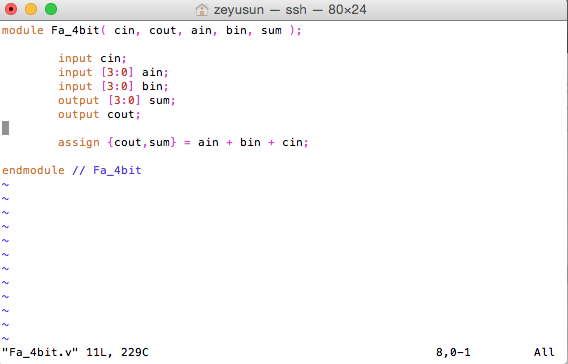 zeyusun — ssh — 80×24
module Fa_4bit( cin, cout, ain, bin, sum );
input cin;
input [3:0] ain;
input [3:0] bin;
output [3:0] sum;
output cout;
assign {cout,sum} = ain + bin + cin;
endmodule // Fa_4bit
~
~
~
~
~
~
~
~
~
~
~
~
"Fa_4bit.v" 11L, 229C 8,0-1 All